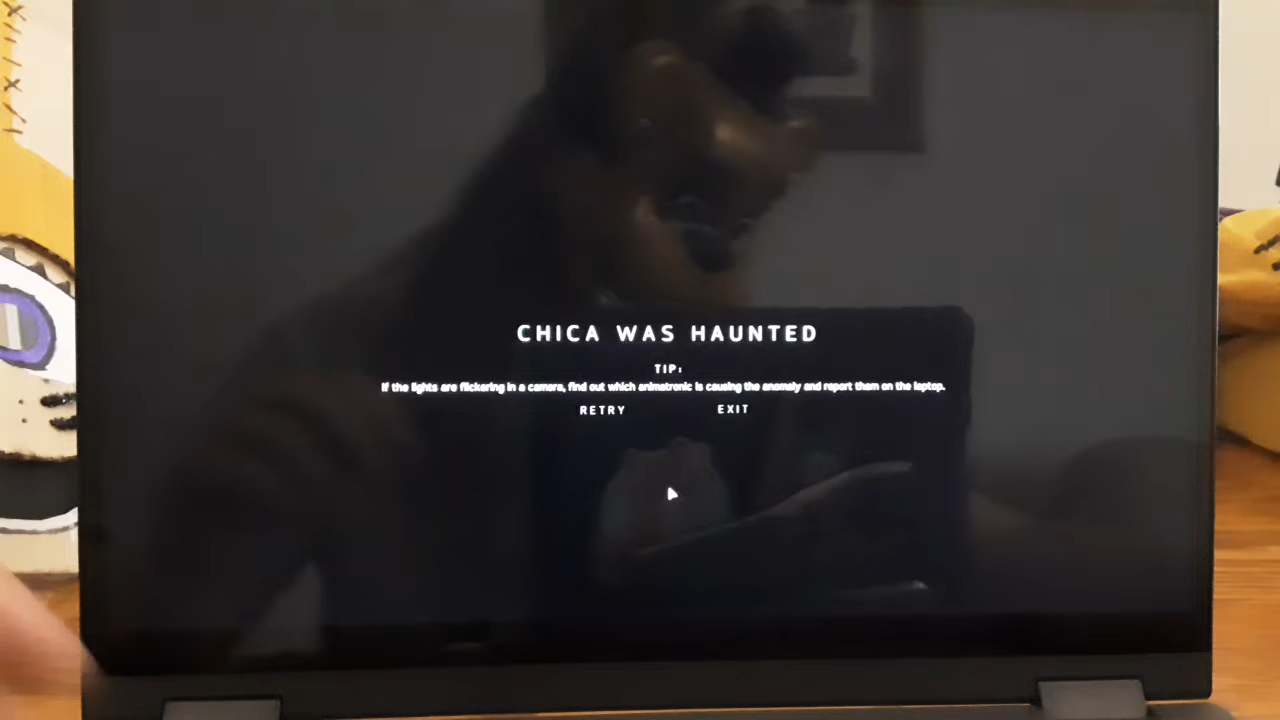 CHICA WAS HAUNTED
TIP:
If the lights are flickering in a camera, find out which animatronic is causing the anomaly and report them on the laptop.
RETRY EXIT